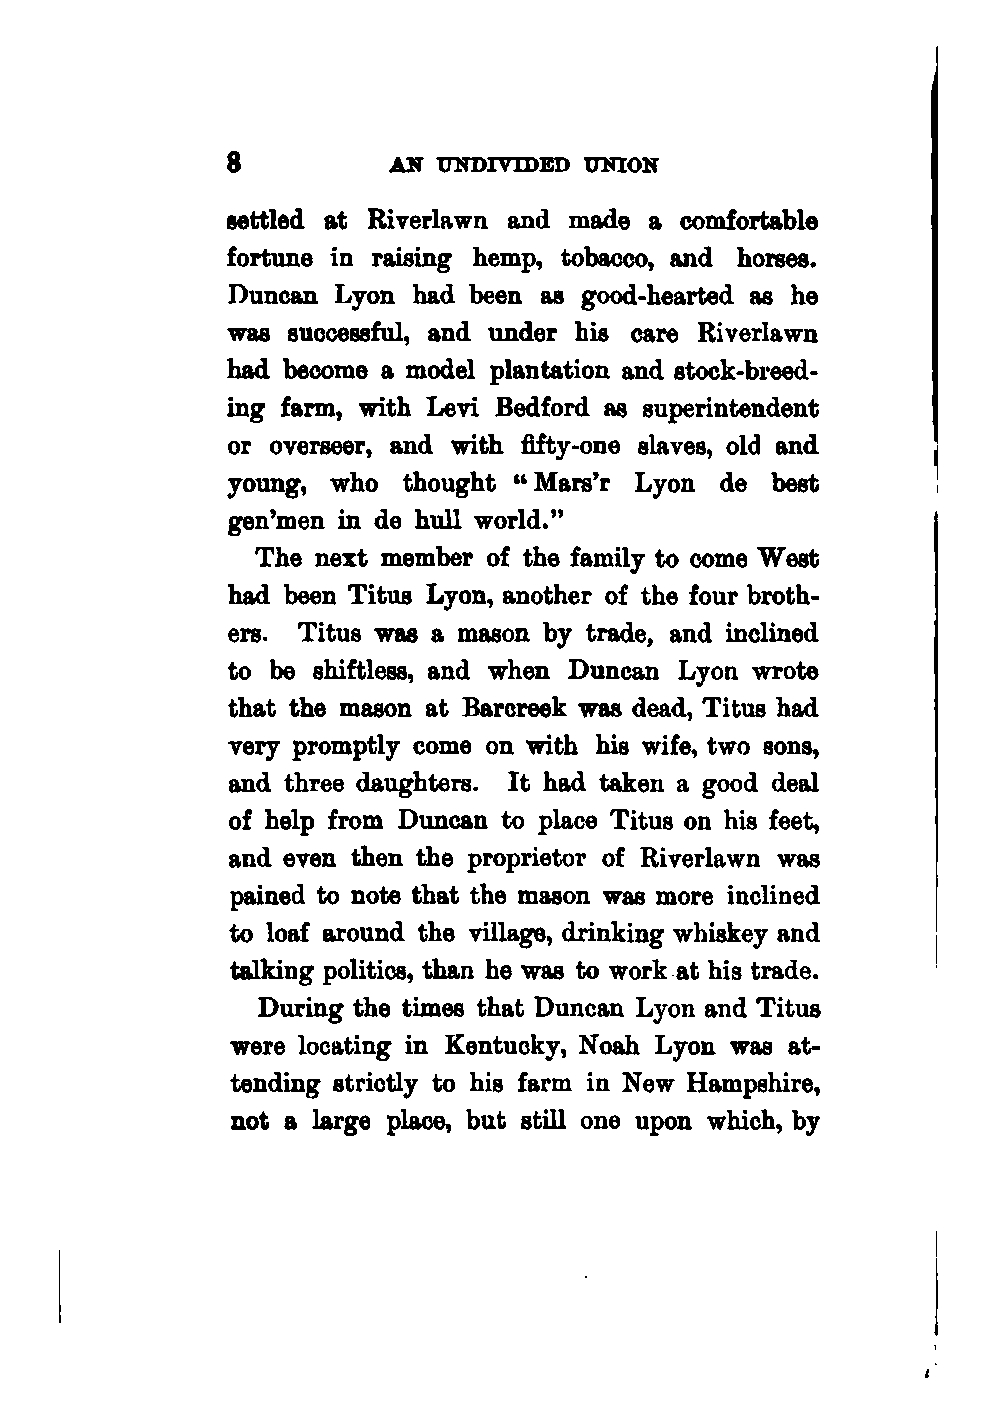 8 AN UNDIVIDED UNION
settled at Riverlawn and made a comfortable
fortune in raising hemp, tobacco, and horses.
Duncan Lyon had been as good-hearted as he
was successful, and under his care Riverlawn
had become a model plantation and stock-breed-
ing farm, with Levi Bedford as superintendent
or overseer, and with fifty-one slaves, old and
young, who thought “Mars’r Lyon de best
gen’men in de hull world.”
The next member of the family to come West
had been Titus Lyon, another of the four broth-
ers. Titus was a mason by trade, and inclined
to be shiftless, and when Duncan Lyon wrote
that the mason at Barcreek was dead, Titus had
very promptly come on with his wife, two sons,
and three daughters. It had taken a good deal
of help from Duncan to place Titus on his feet,
and even then the proprietor of Riverlawn was
pained to note that the mason was more inclined
to loaf around the village, drinking whiskey and
talking politics, than he was to work at his trade.
During the times that Duncan Lyon and Titus
were locating in Kentucky, Noah Lyon was at-
tending strictly to his farm in New Hampshire,
not a large place, but still one upon which, by